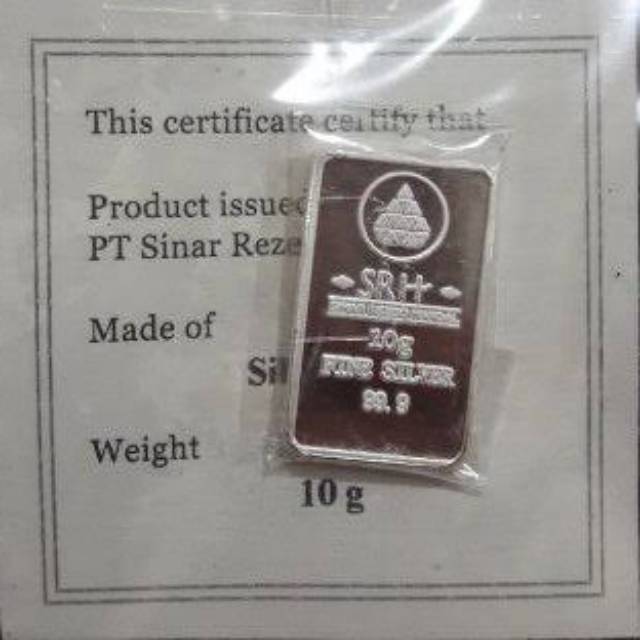 This certificate certify that
Product issued
PT Sinar Reze
Made of
Sil
Weight
10 g
SRH
10g
FINE SILVER
99.9